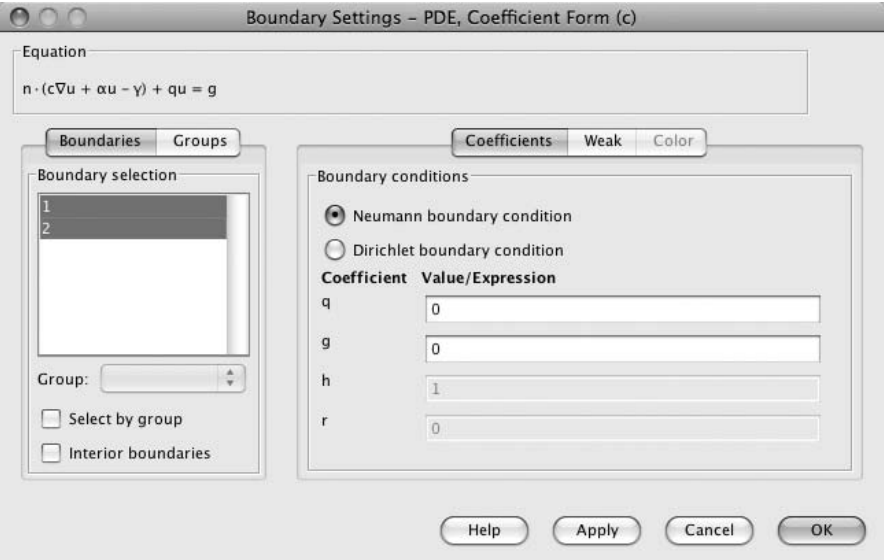 Boundary Settings – PDE, Coefficient Form (c)
Equation
n·(c∇u + αu – γ) + qu = g
Boundaries Groups
Coefficients Weak Color
Boundary selection
1
2
Group:
Select by group
Interior boundaries
Boundary conditions
Neumann boundary condition
Dirichlet boundary condition
Coefficient Value/Expression
q 0
g 0
h 1
r 0
Help Apply Cancel OK